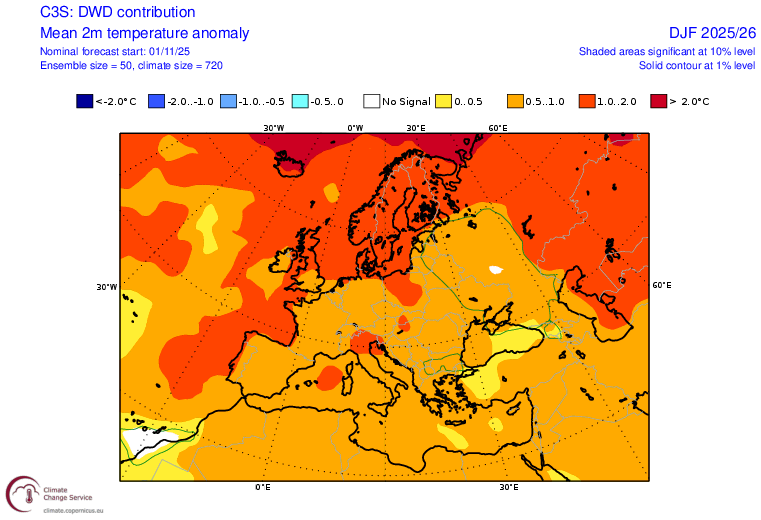 C3S: DWD contribution
Mean 2m temperature anomaly
DJF 2025/26
Nominal forecast start: 01/11/25
Shaded areas significant at 10% level
Ensemble size = 50, climate size = 720
Solid contour at 1% level
<-2.0°C -2.0..-1.0 -1.0..-0.5 -0.5..0 No Signal 0..0.5 0.5..1.0 1.0..2.0 > 2.0°C
30°W 0°W 30°E 60°E
30°W 60°E
0°E 30°E
Climate
Change Service
climate.copernicus.eu